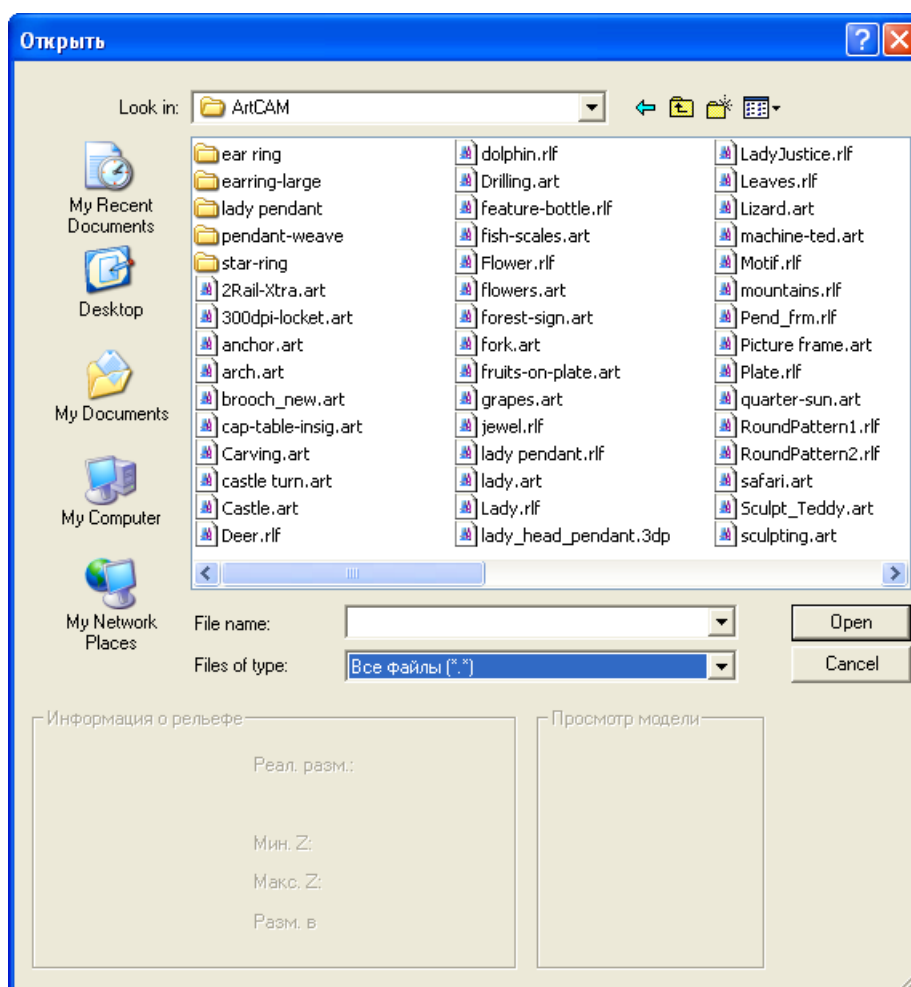 Открыть
Look in: ArtCAM
My Recent Documents
Desktop
My Documents
My Computer
My Network Places
ear ring
earring-large
lady pendant
pendant-weave
star-ring
2Rail-Xtra.art
300dpi-locket.art
anchor.art
arch.art
brooch_new.art
cap-table-insig.art
Carving.art
castle turn.art
Castle.art
Deer.rlf
dolphin.rlf
Drilling.art
feature-bottle.rlf
fish-scales.art
Flower.rlf
flowers.art
forest-sign.art
fork.art
fruits-on-plate.art
grapes.art
jewel.rlf
lady pendant.rlf
lady.art
Lady.rlf
lady_head_pendant.3dp
LadyJustice.rlf
Leaves.rlf
Lizard.art
machine-ted.art
Motif.rlf
mountains.rlf
Pend_frm.rlf
Picture frame.art
Plate.rlf
quarter-sun.art
RoundPattern1.rlf
RoundPattern2.rlf
safari.art
Sculpt_Teddy.art
sculpting.art
File name:
Open
Files of type: Все файлы (*.*)
Cancel
Информация о рельефе
Реал. разм.:
Мин. Z:
Макс. Z:
Разм. в
Просмотр модели